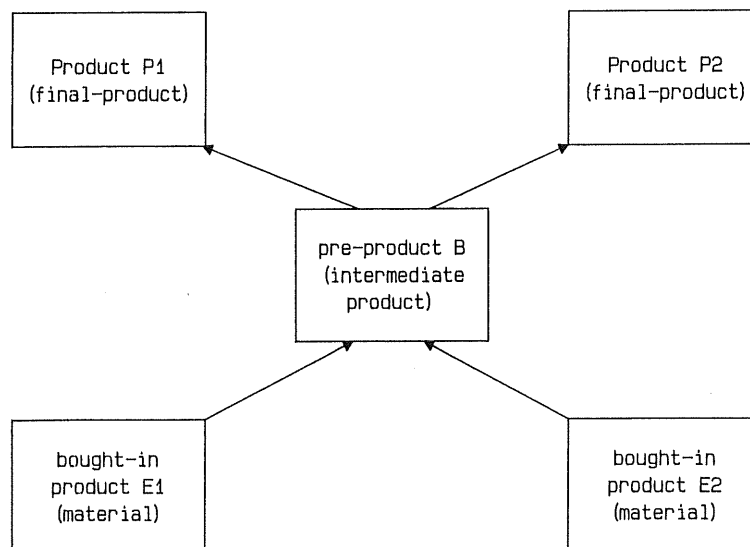 Product P1
(final-product)
Product P2
(final-product)
pre-product B
(intermediate
product)
bought-in
product E1
(material)
bought-in
product E2
(material)